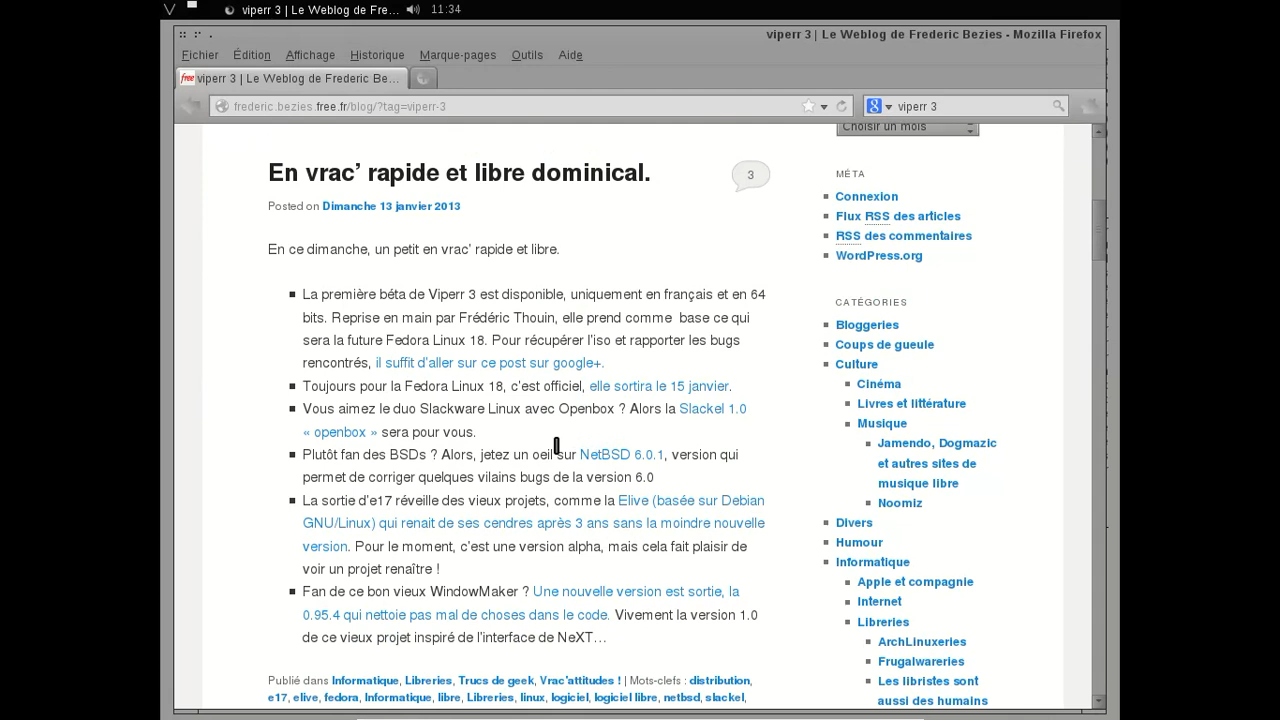 viperr 3 | Le Weblog de Fre... 11:34
viperr 3 | Le Weblog de Frederic Bezies - Mozilla Firefox
Fichier Édition Affichage Historique Marque-pages Outils Aide
free viperr 3 | Le Weblog de Frederic Be...
frederic.bezies.free.fr/blog/?tag=viperr-3
8 viperr 3
Choisir un mois
En vrac’ rapide et libre dominical.
3
Posted on Dimanche 13 janvier 2013
En ce dimanche, un petit en vrac’ rapide et libre.
La première béta de Viperr 3 est disponible, uniquement en français et en 64
bits. Reprise en main par Frédéric Thouin, elle prend comme base ce qui
sera la future Fedora Linux 18. Pour récupérer l’iso et rapporter les bugs
rencontrés, il suffit d’aller sur ce post sur google+.
Toujours pour la Fedora Linux 18, c’est officiel, elle sortira le 15 janvier.
Vous aimez le duo Slackware Linux avec Openbox ? Alors la Slackel 1.0
« openbox » sera pour vous.
Plutôt fan des BSDs ? Alors, jetez un oeil sur NetBSD 6.0.1, version qui
permet de corriger quelques vilains bugs de la version 6.0
La sortie d’e17 réveille des vieux projets, comme la Elive (basée sur Debian
GNU/Linux) qui renait de ses cendres après 3 ans sans la moindre nouvelle
version. Pour le moment, c’est une version alpha, mais cela fait plaisir de
voir un projet renaître !
Fan de ce bon vieux WindowMaker ? Une nouvelle version est sortie, la
0.95.4 qui nettoie pas mal de choses dans le code. Vivement la version 1.0
de ce vieux projet inspiré de l’interface de NeXT…
Publié dans Informatique, Libreries, Trucs de geek, Vrac'attitudes ! | Mots-clefs : distribution,
e17, elive, fedora, Informatique, libre, Libreries, linux, logiciel, logiciel libre, netbsd, slackel,
MÉTA
Connexion
Flux RSS des articles
RSS des commentaires
WordPress.org
CATÉGORIES
Bloggeries
Coups de gueule
Culture
Cinéma
Livres et littérature
Musique
Jamendo, Dogmazic
et autres sites de
musique libre
Noomiz
Divers
Humour
Informatique
Apple et compagnie
Internet
Libreries
ArchLinuxeries
Frugalwareries
Les libristes sont
aussi des humains